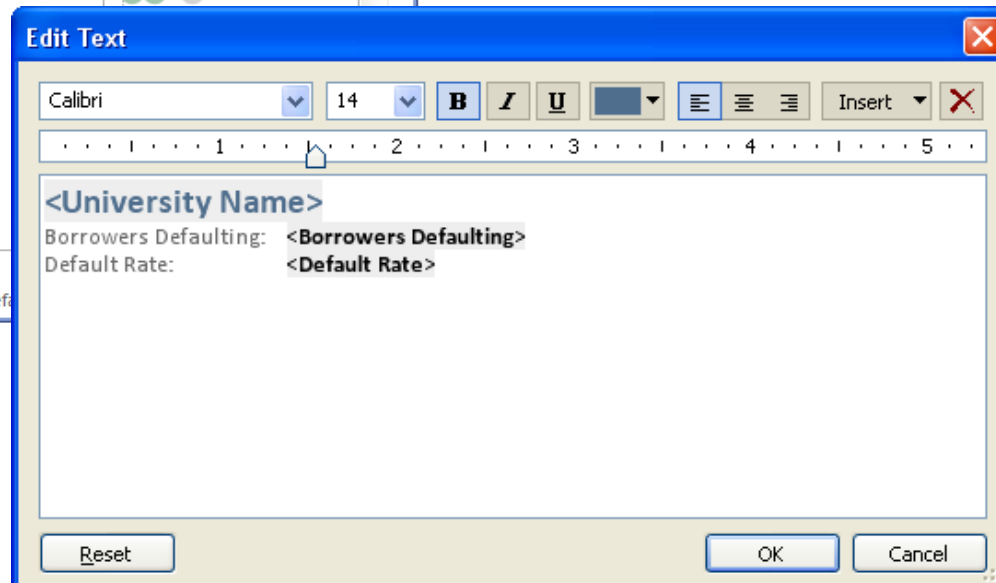 Edit Text
Calibri 14 B I U Insert
1 2 3 4 5
<University Name>
Borrowers Defaulting: <Borrowers Defaulting>
Default Rate: <Default Rate>
Reset OK Cancel